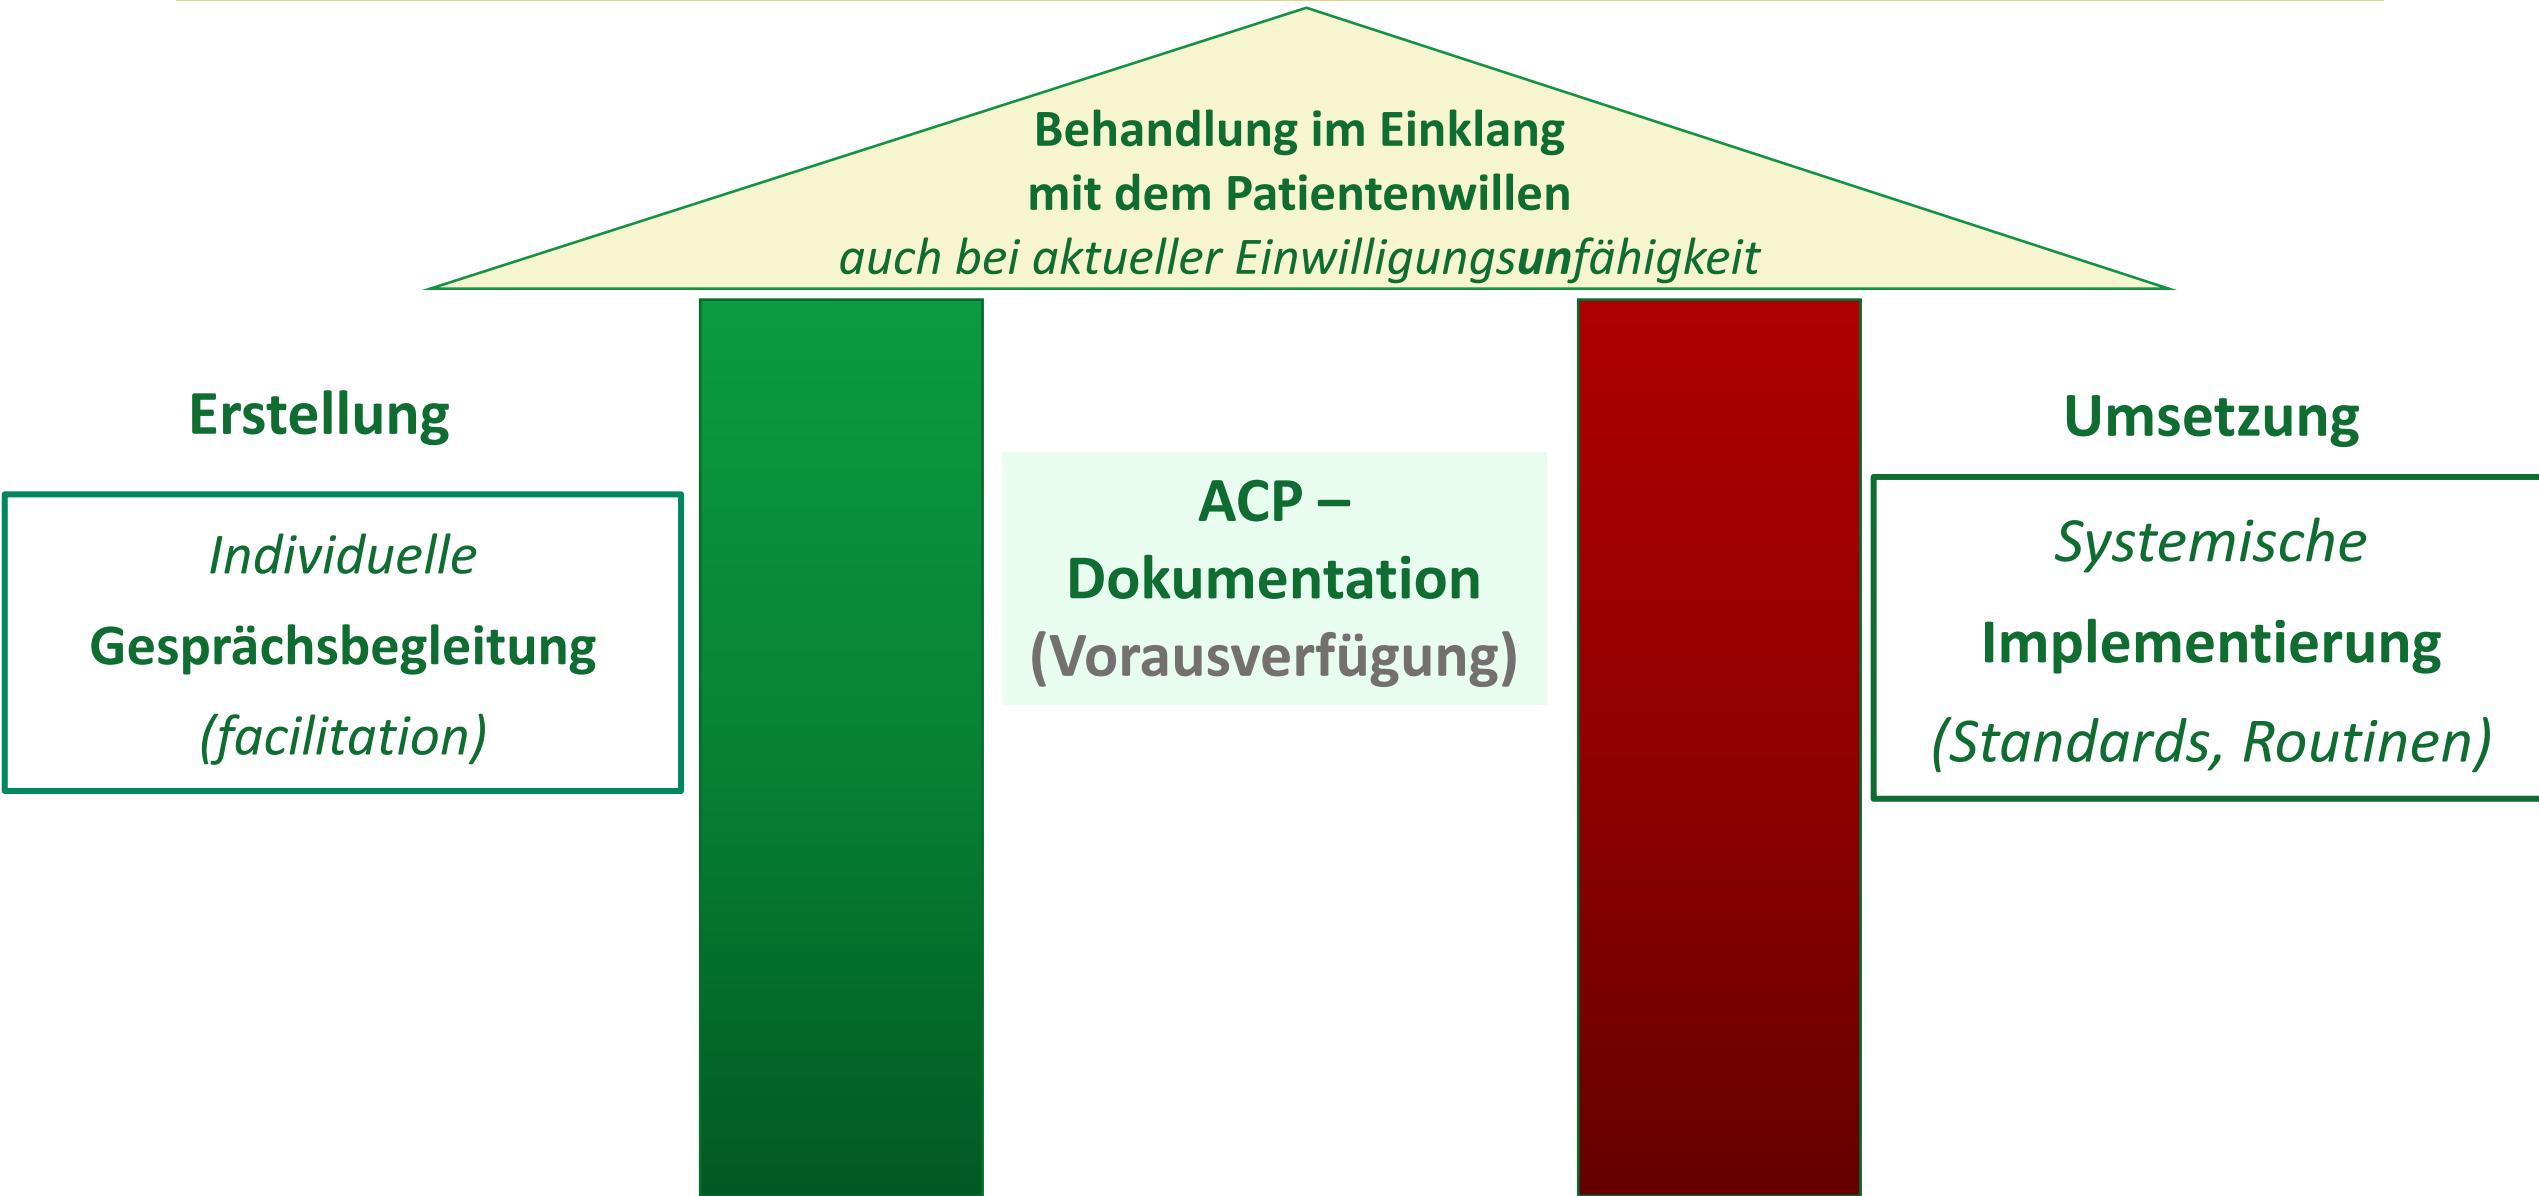 Behandlung im Einklang
mit dem Patientenwillen
auch bei aktueller Einwilligungsunfähigkeit
Erstellung
Individuelle
Gesprächsbegleitung
(facilitation)
ACP –
Dokumentation
(Vorausverfügung)
Umsetzung
Systemische
Implementierung
(Standards, Routinen)